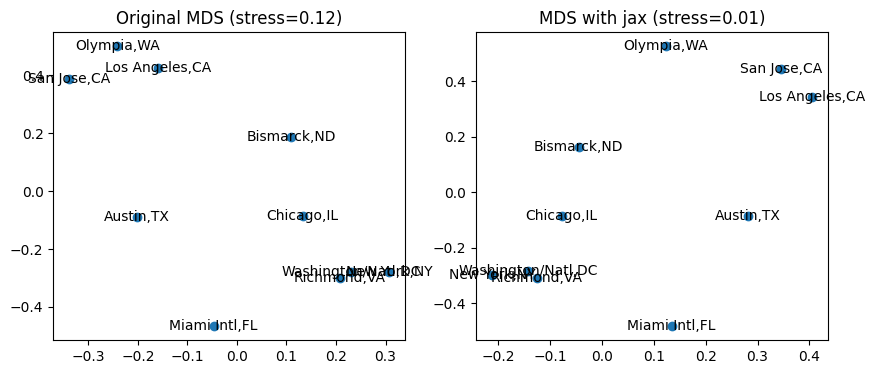 Original MDS (stress=0.12)
Olympia,WA
Los Angeles,CA
San Jose,CA
Bismarck,ND
Austin,TX
Chicago,IL
Richmond,VA
Miami Intl,FL
0.4
0.2
0.0
−0.2
−0.4
−0.3
−0.2
−0.1
0.0
0.1
0.2
0.3
MDS with jax (stress=0.01)
Olympia,WA
San Jose,CA
Los Angeles,CA
Bismarck,ND
Chicago,IL
Austin,TX
Washington/Natl,DC
Richmond,VA
Miami Intl,FL
0.4
0.2
0.0
−0.2
−0.4
−0.2
−0.1
0.0
0.1
0.2
0.3
0.4